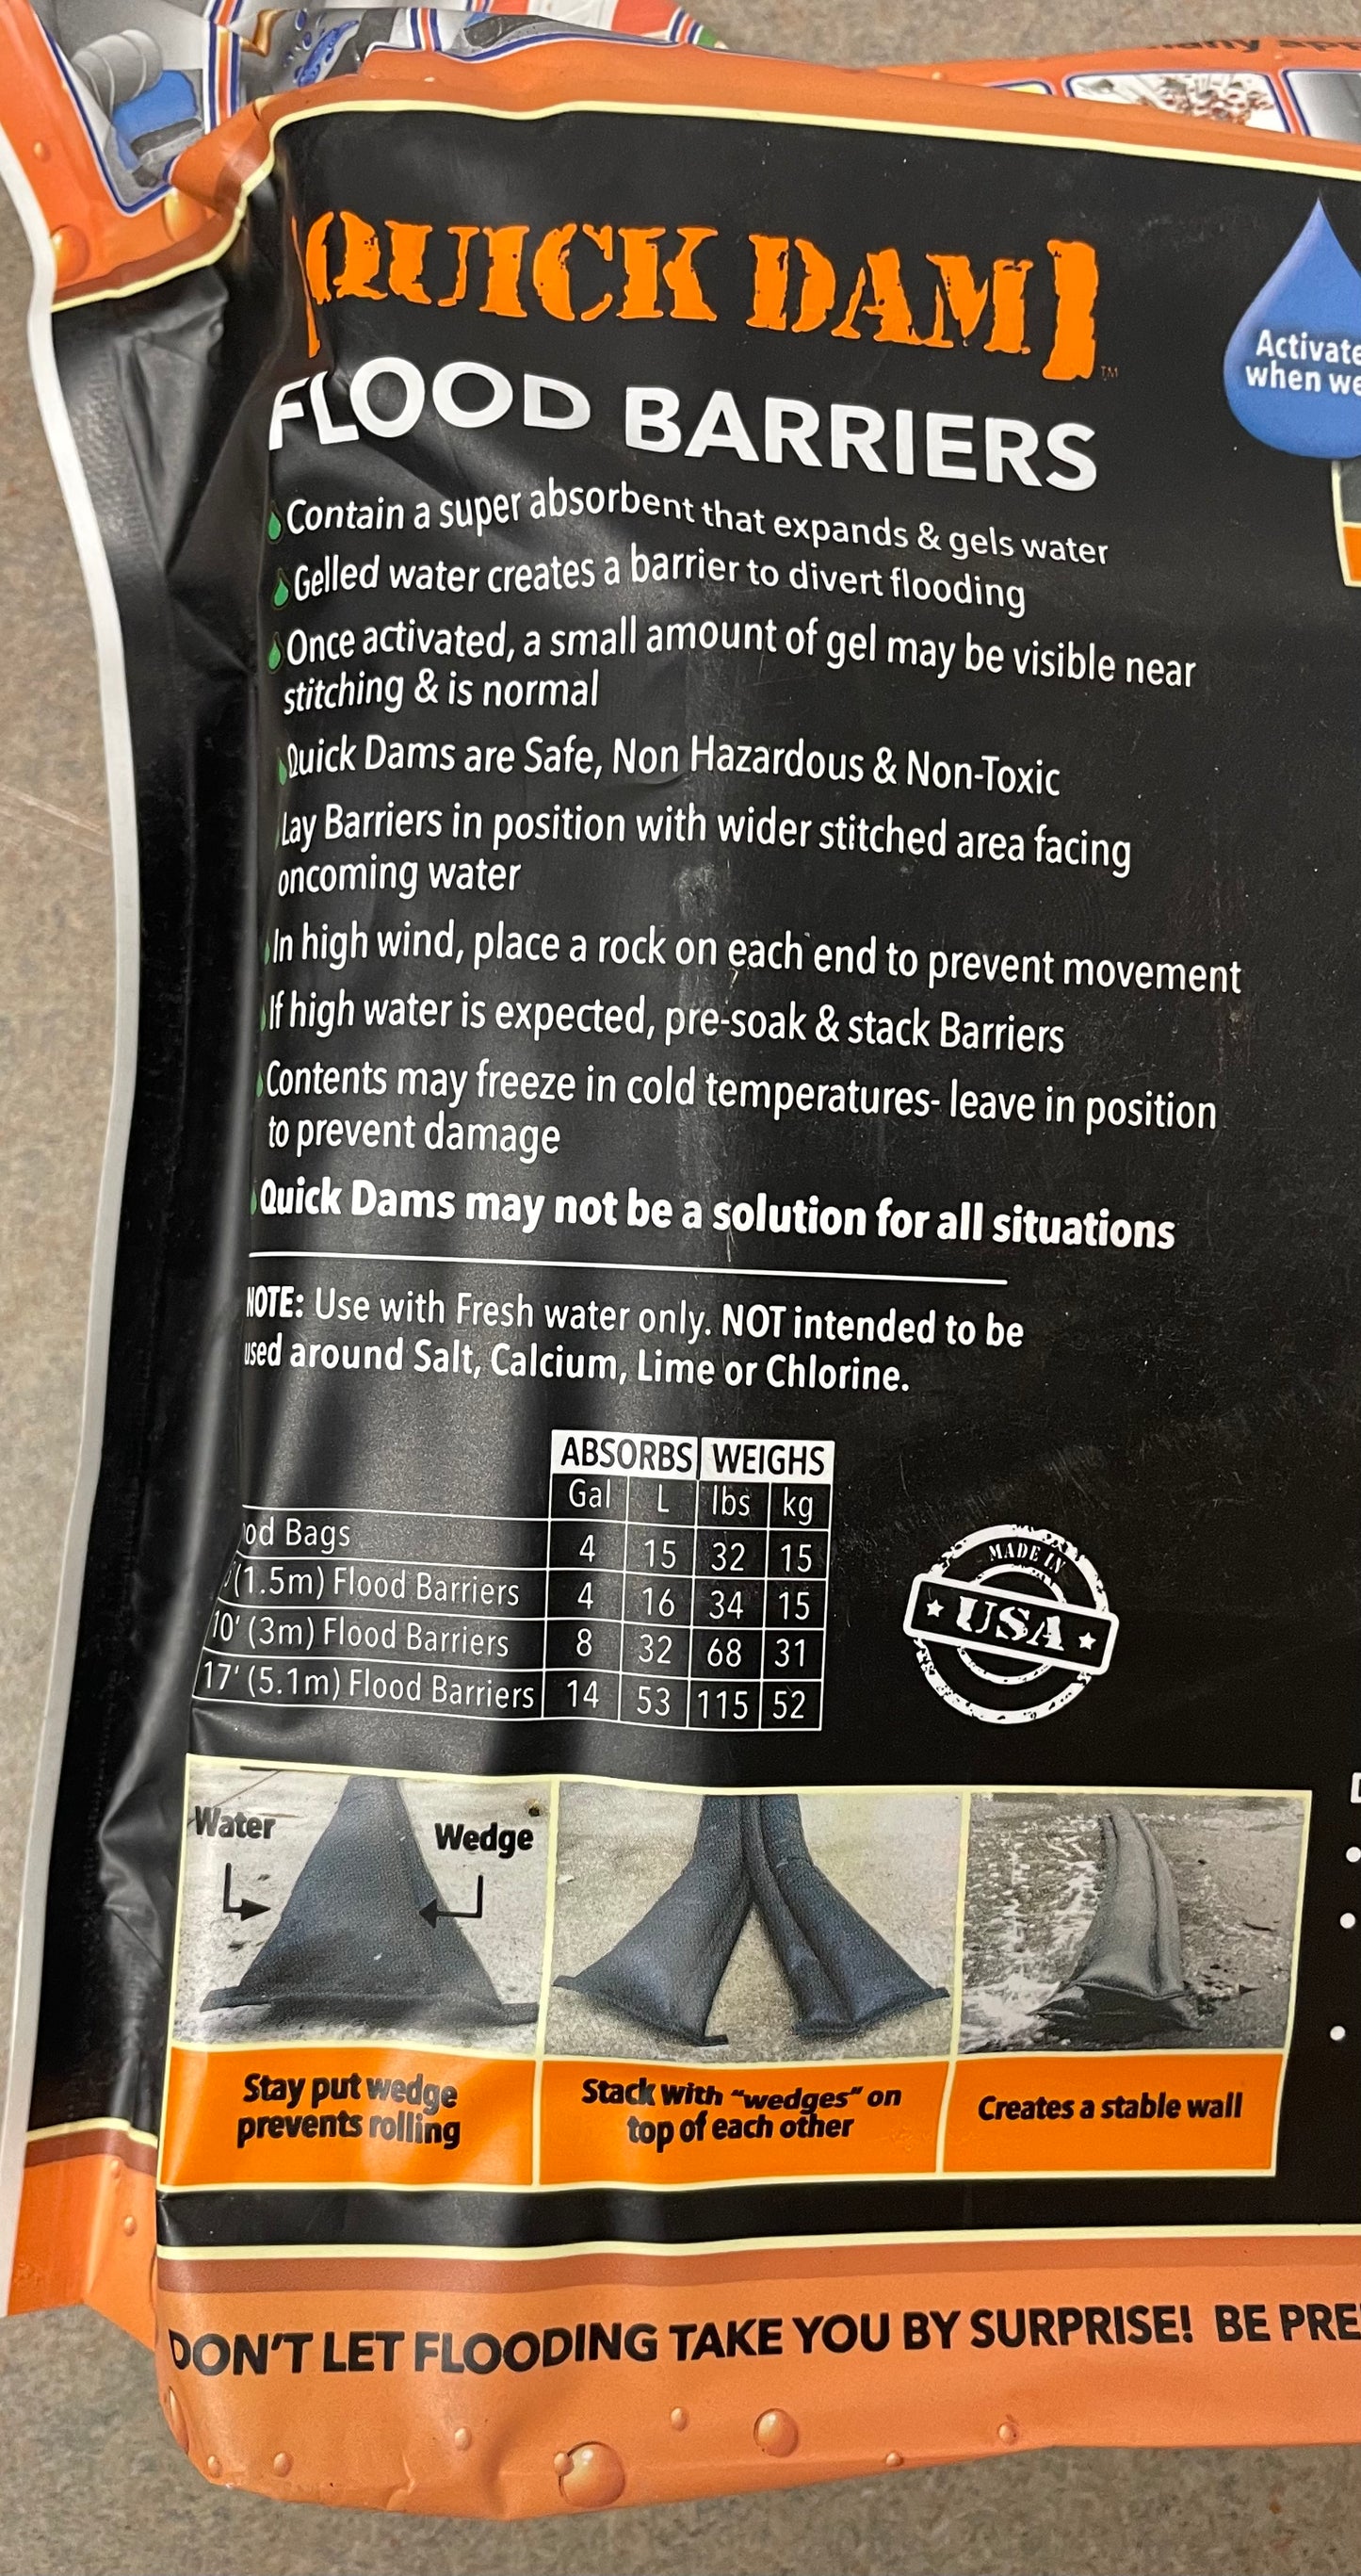 QUICK DAM
TM
FLOOD BARRIERS
Activate
when we
Contain a super absorbent that expands & gels water
Gelled water creates a barrier to divert flooding
Once activated, a small amount of gel may be visible near
stitching & is normal
Quick Dams are Safe, Non Hazardous & Non-Toxic
Lay Barriers in position with wider stitched area facing
oncoming water
In high wind, place a rock on each end to prevent movement
If high water is expected, pre-soak & stack Barriers
Contents may freeze in cold temperatures- leave in position
to prevent damage
Quick Dams may not be a solution for all situations
NOTE: Use with Fresh water only. NOT intended to be
used around Salt, Calcium, Lime or Chlorine.
ABSORBS WEIGHS
Gal L lbs kg
od Bags 4 15 32 15
(1.5m) Flood Barriers 4 16 34 15
10' (3m) Flood Barriers 8 32 68 31
17' (5.1m) Flood Barriers 14 53 115 52
MADE IN
USA
Water
Wedge
Stay put wedge
prevents rolling
Stack with "wedges" on
top of each other
Creates a stable wall
DON'T LET FLOODING TAKE YOU BY SURPRISE! BE PRE